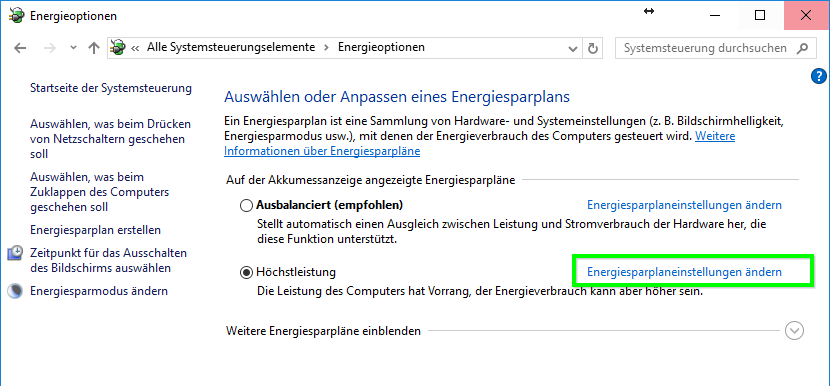 Energieoptionen
« Alle Systemsteuerungselemente > Energieoptionen
Systemsteuerung durchsuchen
?
Startseite der Systemsteuerung
Auswählen, was beim Drücken
von Netzschaltern geschehen
soll
Auswählen, was beim
Zuklappen des Computers
geschehen soll
Energiesparplan erstellen
Zeitpunkt für das Ausschalten
des Bildschirms auswählen
Energiesparmodus ändern
Auswählen oder Anpassen eines Energiesparplans
Ein Energiesparplan ist eine Sammlung von Hardware- und Systemeinstellungen (z. B. Bildschirmhelligkeit,
Energiesparmodus usw.), mit denen der Energieverbrauch des Computers gesteuert wird. Weitere
Informationen über Energiesparpläne
Auf der Akkumessanzeige angezeigte Energiesparpläne
Ausbalanciert (empfohlen) Energiesparplaneinstellungen ändern
Stellt automatisch einen Ausgleich zwischen Leistung und Stromverbrauch der Hardware her, die
diese Funktion unterstützt.
Höchstleistung Energiesparplaneinstellungen ändern
Die Leistung des Computers hat Vorrang, der Energieverbrauch kann aber höher sein.
Weitere Energiesparpläne einblenden